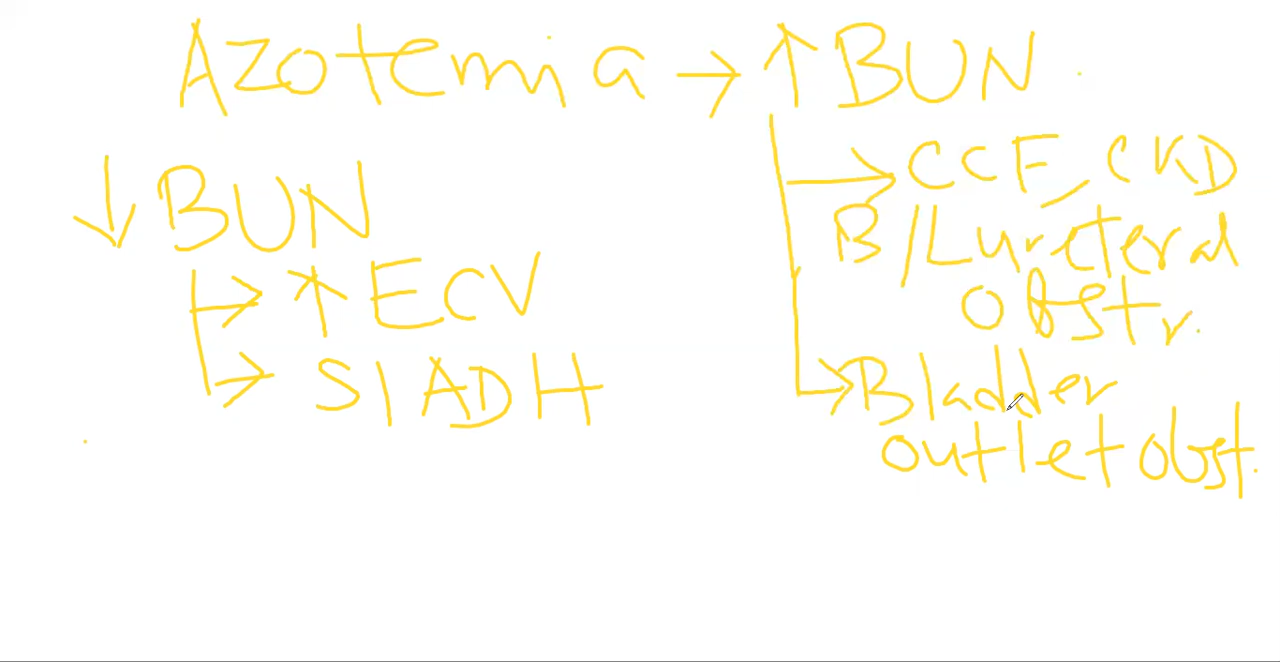 Azotemia → ↑ BUN
↓ BUN
→ ↑ ECV
→ SIADH
→ CCF, CKD
B/L ureteral
obstr.
→ Bladder
outlet obst.